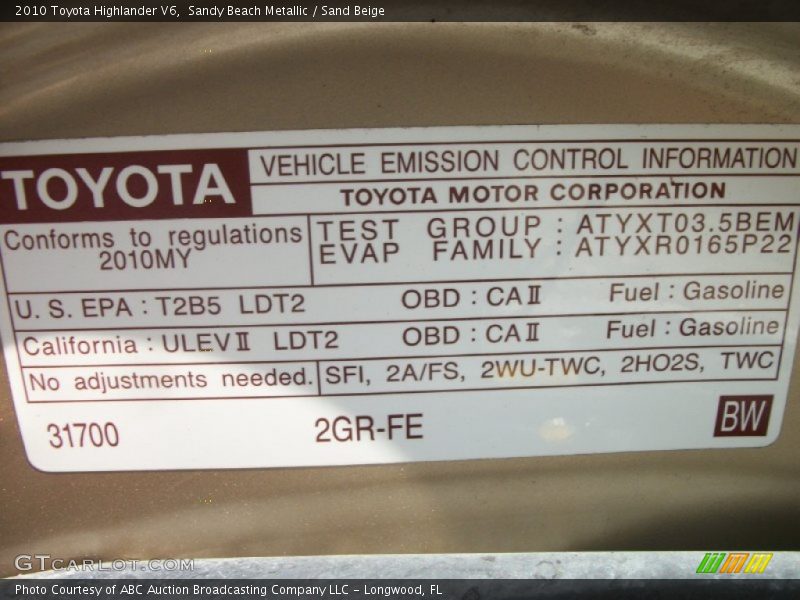 2010 Toyota Highlander V6, Sandy Beach Metallic / Sand Beige
TOYOTA
VEHICLE EMISSION CONTROL INFORMATION
TOYOTA MOTOR CORPORATION
Conforms to regulations
2010MY
TEST GROUP : ATYXT03.5BEM
EVAP FAMILY : ATYXR0165P22
U. S. EPA : T2B5 LDT2 OBD : CAⅡ Fuel : Gasoline
California : ULEVⅡ LDT2 OBD : CAⅡ Fuel : Gasoline
No adjustments needed. SFI, 2A/FS, 2WU-TWC, 2HO2S, TWC
31700 2GR-FE BW
GTCARLOT.COM
Photo Courtesy of ABC Auction Broadcasting Company LLC - Longwood, FL